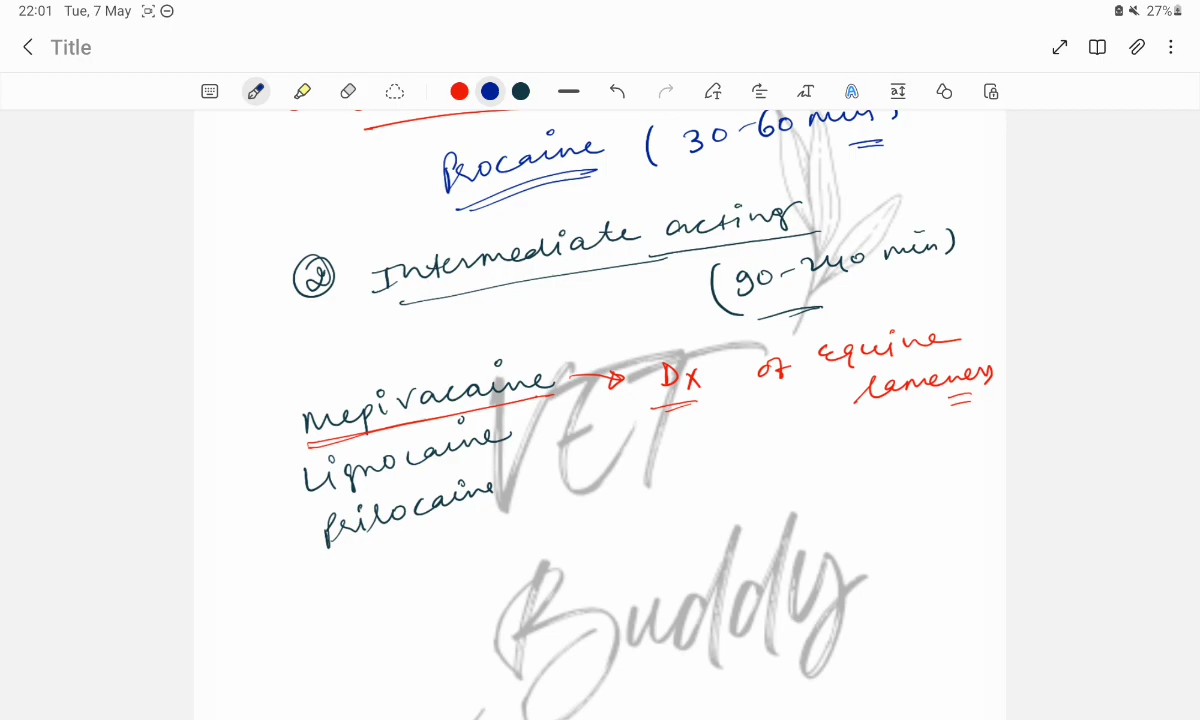 22:01 Tue, 7 May 27%
Title
Procaine ( 30-60 min )
② Intermediate acting
(90-240 min)
Mepivacaine → Dx of equine
lameness
Lignocaine
Prilocaine
VET
Buddy